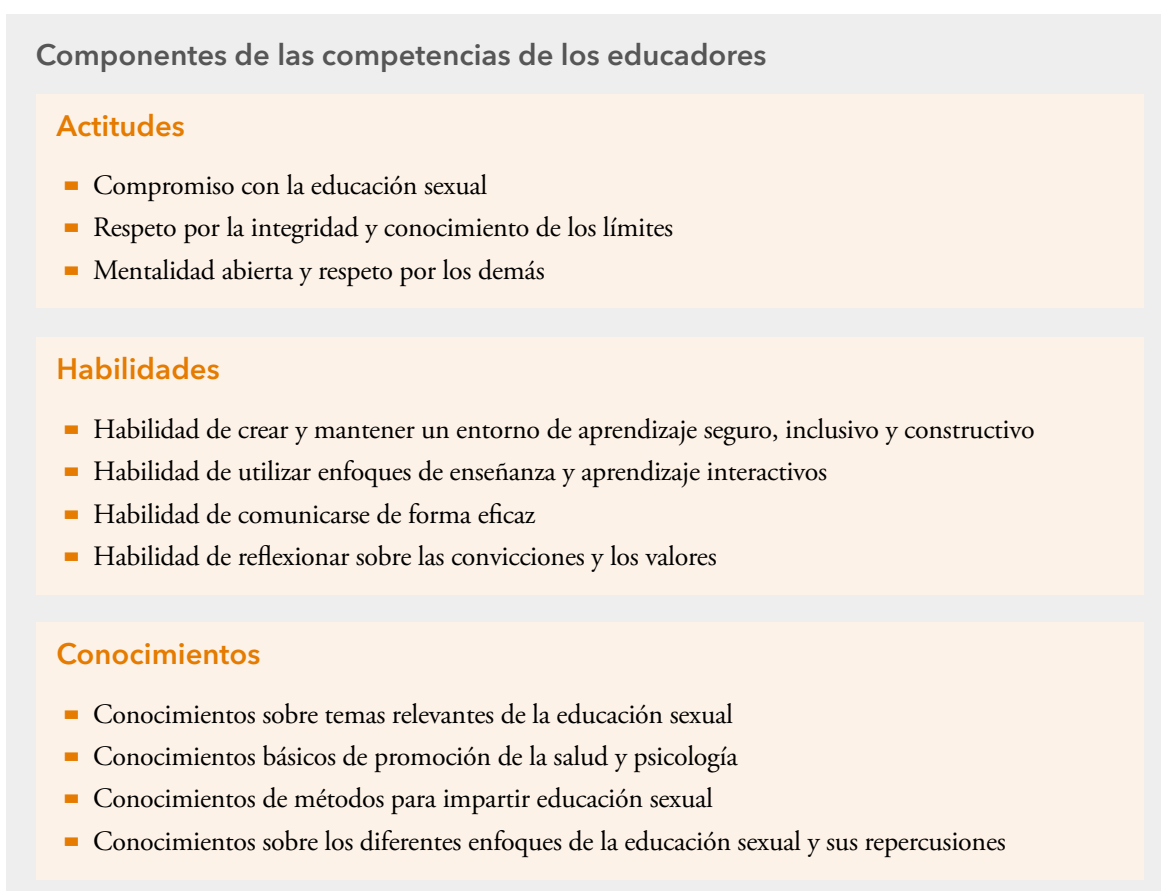 Componentes de las competencias de los educadores
Actitudes
Compromiso con la educación sexual
Respeto por la integridad y conocimiento de los límites
Mentalidad abierta y respeto por los demás
Habilidades
Habilidad de crear y mantener un entorno de aprendizaje seguro, inclusivo y constructivo
Habilidad de utilizar enfoques de enseñanza y aprendizaje interactivos
Habilidad de comunicarse de forma eficaz
Habilidad de reflexionar sobre las convicciones y los valores
Conocimientos
Conocimientos sobre temas relevantes de la educación sexual
Conocimientos básicos de promoción de la salud y psicología
Conocimientos de métodos para impartir educación sexual
Conocimientos sobre los diferentes enfoques de la educación sexual y sus repercusiones